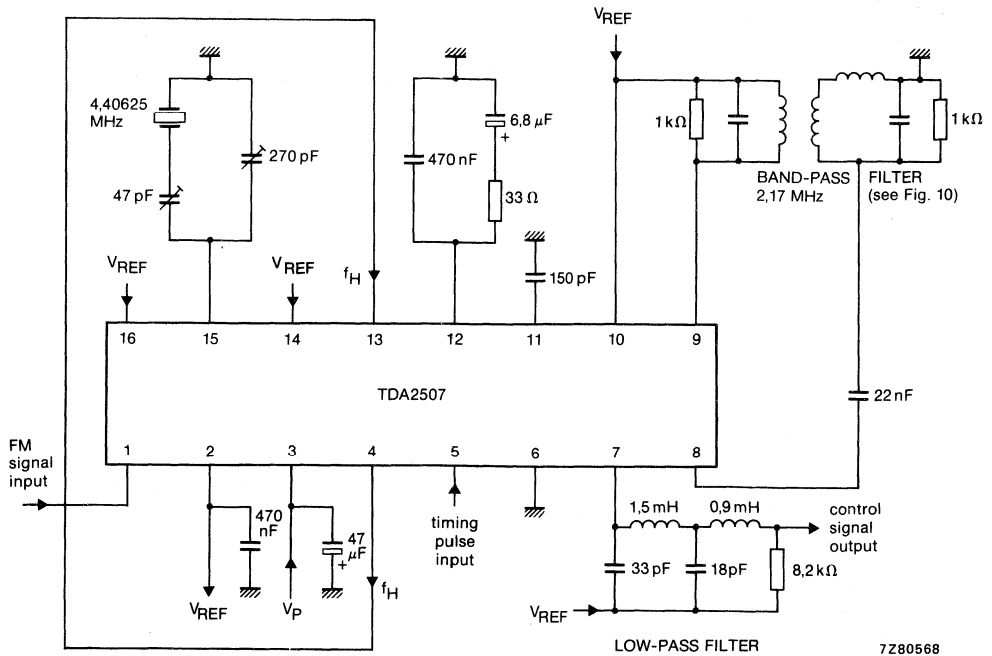 V_REF
4,40625
MHz
270 pF
47 pF
6,8 μF
+
470 nF
33 Ω
1 kΩ
1 kΩ
BAND-PASS FILTER
2,17 MHz (see Fig. 10)
V_REF
V_REF
f_H
150 pF
16 15 14 13 12 11 10 9
TDA2507
22 nF
1 2 3 4 5 6 7 8
FM
signal
input
470
nF
47
μF
+
V_REF
V_P
f_H
timing
pulse
input
1,5 mH
0,9 mH
control
signal
output
33 pF
18 pF
8,2 kΩ
V_REF
LOW-PASS FILTER
7Z80568